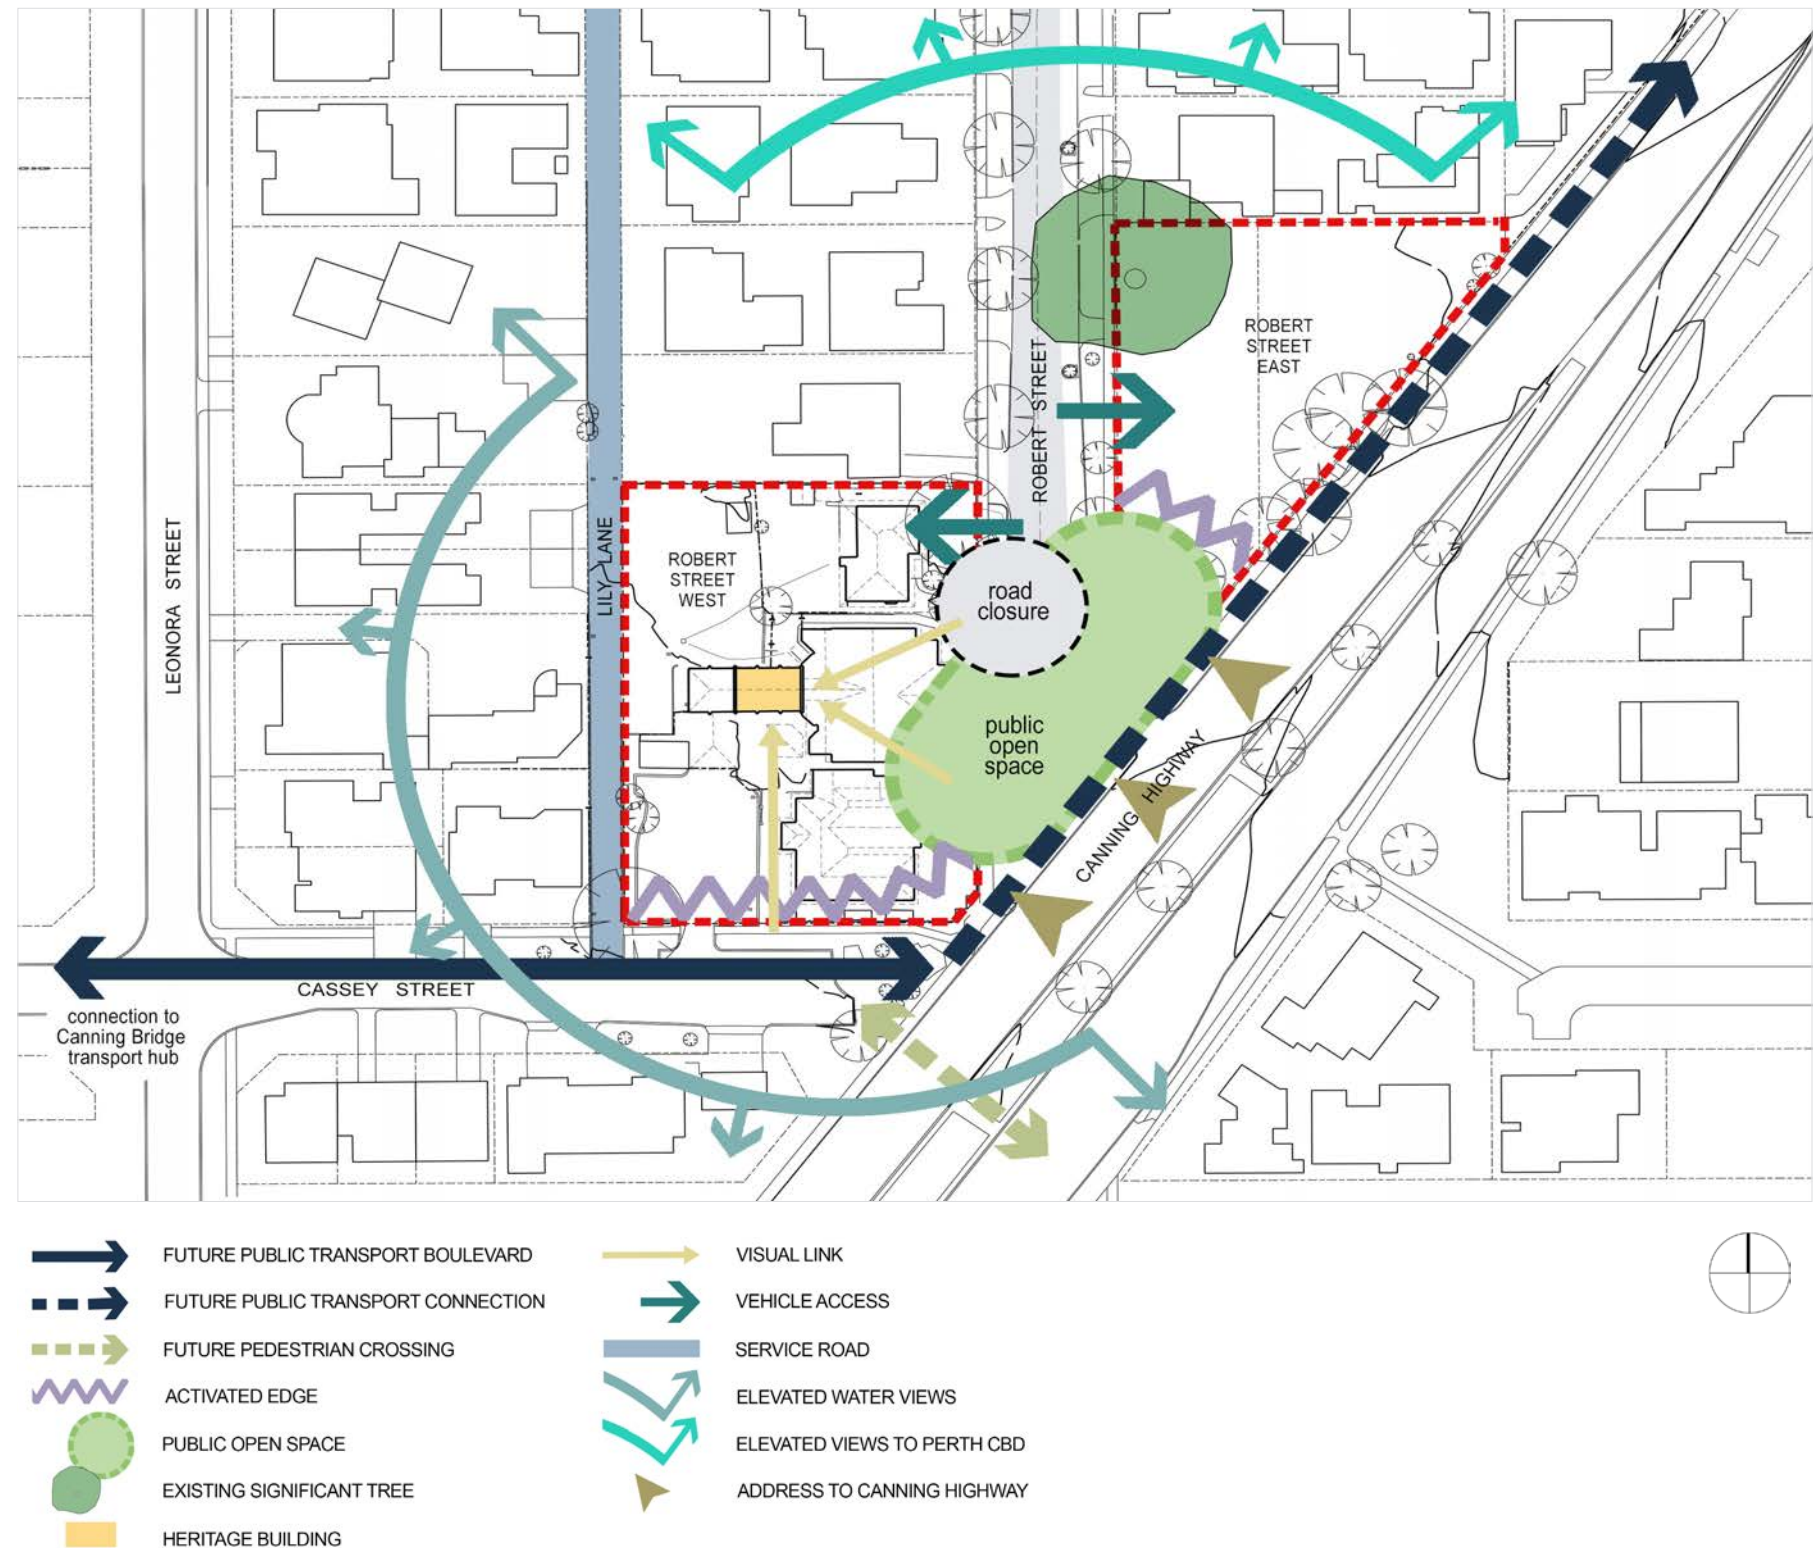 ROBERT
STREET
EAST
ROBERT STREET
LEONORA STREET
LILY LANE
ROBERT
STREET
WEST
road
closure
public
open
space
CANNING HIGHWAY
CASSEY STREET
connection to
Canning Bridge
transport hub
FUTURE PUBLIC TRANSPORT BOULEVARD
FUTURE PUBLIC TRANSPORT CONNECTION
FUTURE PEDESTRIAN CROSSING
ACTIVATED EDGE
PUBLIC OPEN SPACE
EXISTING SIGNIFICANT TREE
HERITAGE BUILDING
VISUAL LINK
VEHICLE ACCESS
SERVICE ROAD
ELEVATED WATER VIEWS
ELEVATED VIEWS TO PERTH CBD
ADDRESS TO CANNING HIGHWAY